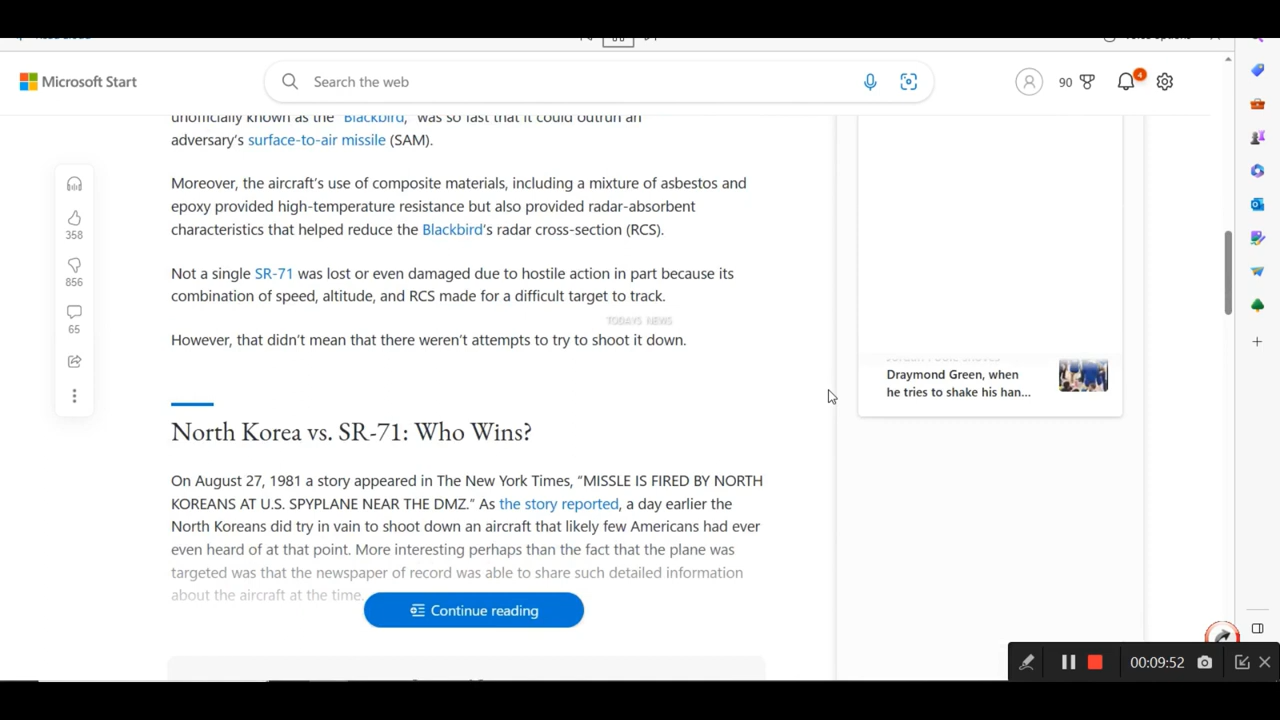 Microsoft Start
Search the web
90
4
unofficially known as the "Blackbird," was so fast that it could outrun an
adversary's surface-to-air missile (SAM).
Moreover, the aircraft's use of composite materials, including a mixture of asbestos and
epoxy provided high-temperature resistance but also provided radar-absorbent
characteristics that helped reduce the Blackbird's radar cross-section (RCS).
358
856
65
Not a single SR-71 was lost or even damaged due to hostile action in part because its
combination of speed, altitude, and RCS made for a difficult target to track.
TODAYS NEWS
However, that didn't mean that there weren't attempts to try to shoot it down.
Draymond Green, when
he tries to shake his han...
North Korea vs. SR-71: Who Wins?
On August 27, 1981 a story appeared in The New York Times, "MISSLE IS FIRED BY NORTH
KOREANS AT U.S. SPYPLANE NEAR THE DMZ." As the story reported, a day earlier the
North Koreans did try in vain to shoot down an aircraft that likely few Americans had ever
even heard of at that point. More interesting perhaps than the fact that the plane was
targeted was that the newspaper of record was able to share such detailed information
about the aircraft at the time.
Continue reading
00:09:52